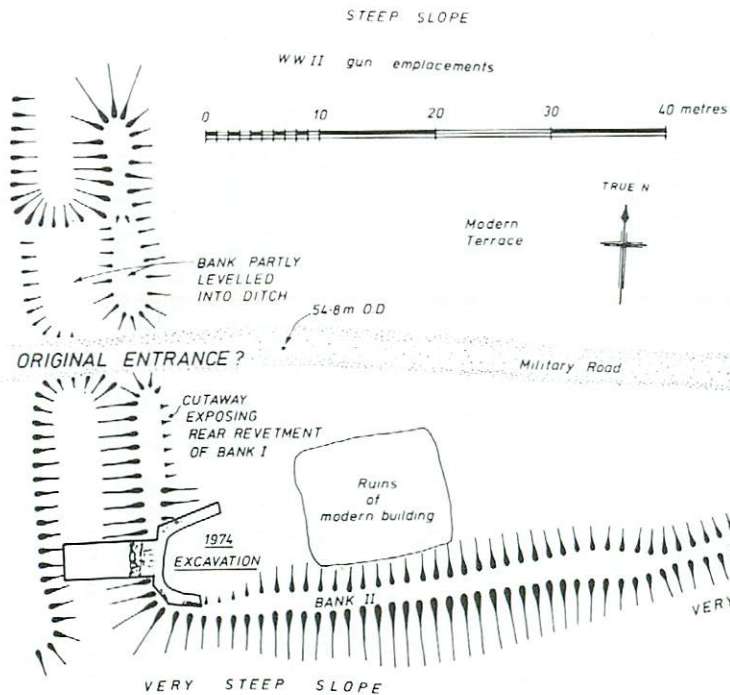 STEEP SLOPE
WW II gun emplacements
0 10 20 30 40 metres
TRUE N
Modern
Terrace
BANK PARTLY
LEVELLED
INTO DITCH
54·8m O.D
ORIGINAL ENTRANCE?
Military Road
CUTAWAY
EXPOSING
REAR REVETMENT
OF BANK I
Ruins
of
modern building
1974
EXCAVATION
BANK II
VERY
VERY STEEP SLOPE